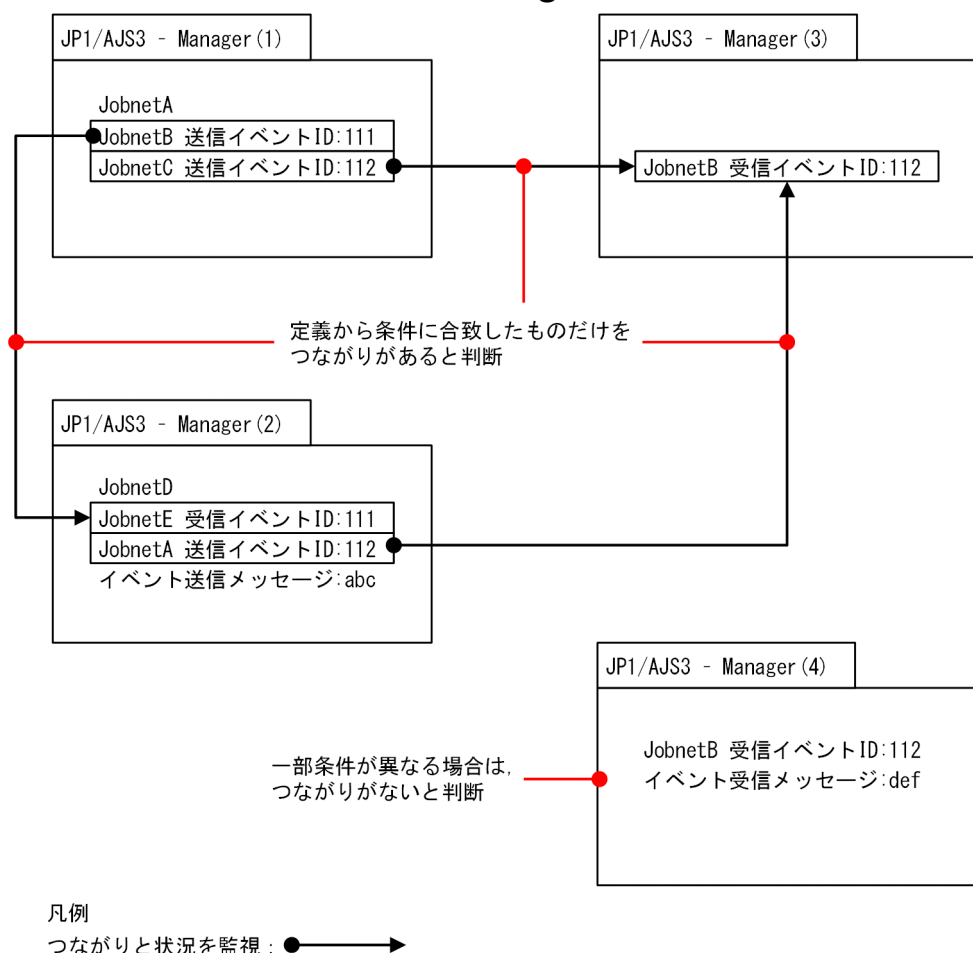 JP1/AJS3 - Manager(1)
JobnetA
JobnetB 送信イベントID:111
JobnetC 送信イベントID:112
JP1/AJS3 - Manager(3)
JobnetB 受信イベントID:112
定義から条件に合致したものだけを
つながりがあると判断
JP1/AJS3 - Manager(2)
JobnetD
JobnetE 受信イベントID:111
JobnetA 送信イベントID:112
イベント送信メッセージ:abc
JP1/AJS3 - Manager(4)
JobnetB 受信イベントID:112
イベント受信メッセージ:def
一部条件が異なる場合は,
つながりがないと判断
凡例
つながりと状況を監視: